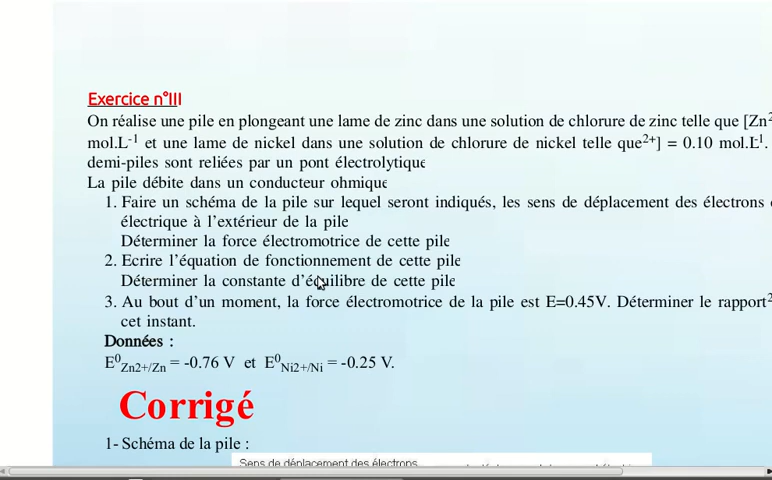 Exercice n°III
On réalise une pile en plongeant une lame de zinc dans une solution de chlorure de zinc telle que [Zn²
mol.L⁻¹ et une lame de nickel dans une solution de chlorure de nickel telle que²⁺] = 0.10 mol.L¹.
demi-piles sont reliées par un pont électrolytique
La pile débite dans un conducteur ohmique
1. Faire un schéma de la pile sur lequel seront indiqués, les sens de déplacement des électrons
électrique à l'extérieur de la pile
Déterminer la force électromotrice de cette pile
2. Ecrire l'équation de fonctionnement de cette pile
Déterminer la constante d'équilibre de cette pile
3. Au bout d'un moment, la force électromotrice de la pile est E=0.45V. Déterminer le rapport²
cet instant.
Données :
E⁰Zn2+/Zn = -0.76 V et E⁰Ni2+/Ni = -0.25 V.
Corrigé
1- Schéma de la pile :
Sens de déplacement des électrons